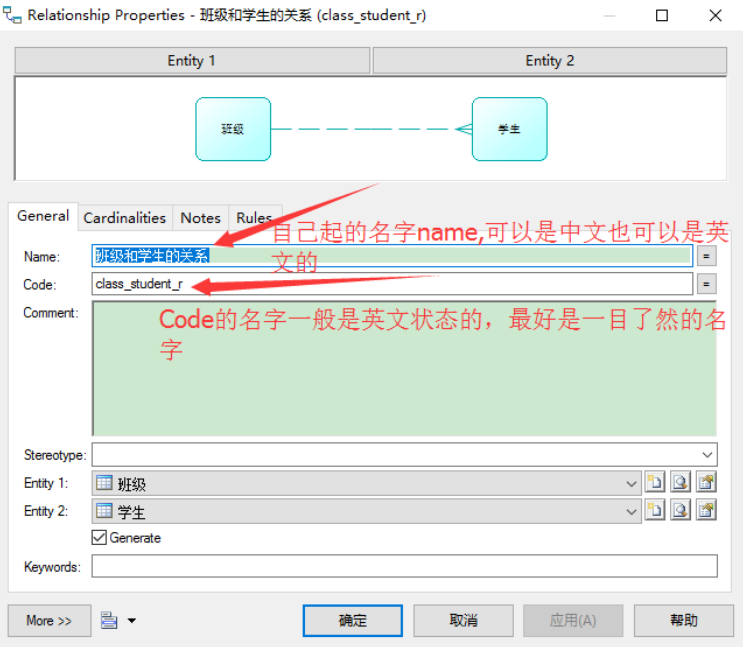 Relationship Properties - 班级和学生的关系 (class_student_r)
Entity 1
Entity 2
班级
学生
General
Cardinalities
Notes
Rules
自己起的名字name,可以是中文也可以是英
文的
Name:
班级和学生的关系
=
Code:
class_student_r
=
Comment:
Code的名字一般是英文状态的，最好是一目了然的名
字
Stereotype:
Entity 1:
班级
Entity 2:
学生
Generate
Keywords:
More >>
确定
取消
应用(A)
帮助